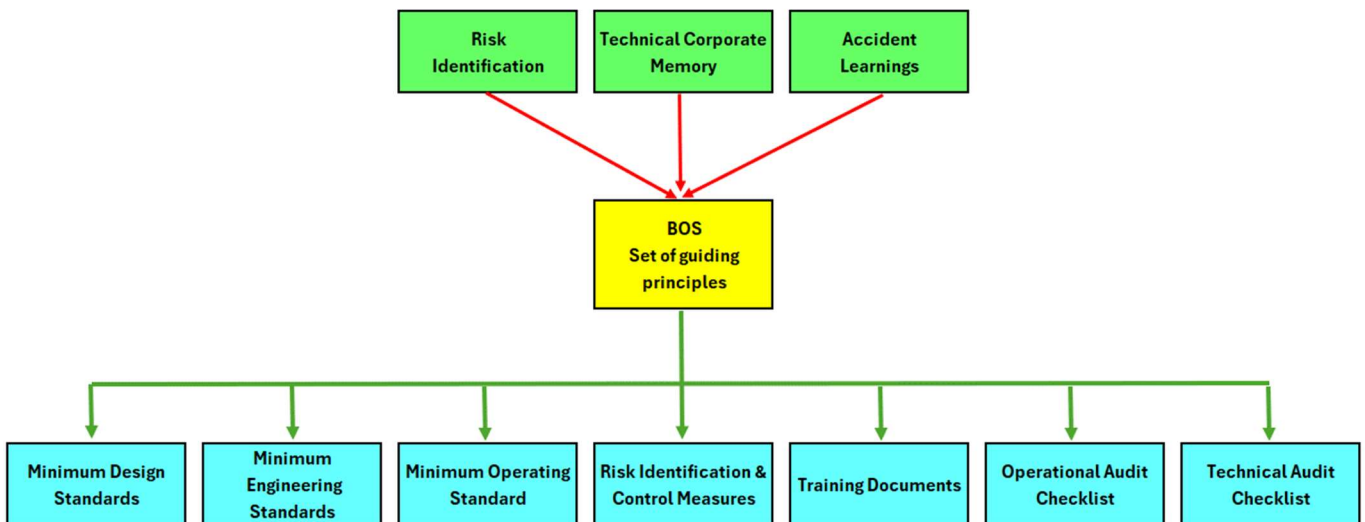 Risk
Identification
Technical Corporate
Memory
Accident
Learnings
BOS
Set of guiding
principles
Minimum Design
Standards
Minimum
Engineering
Standards
Minimum Operating
Standard
Risk Identification &
Control Measures
Training Documents
Operational Audit
Checklist
Technical Audit
Checklist